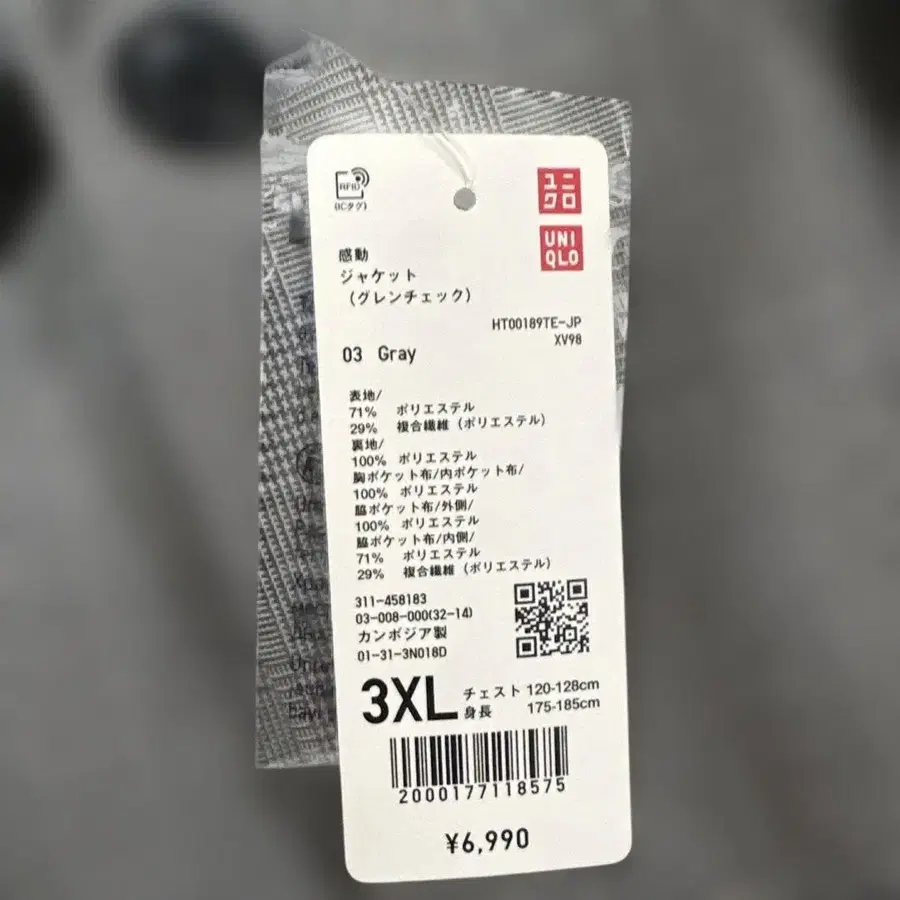 RFID
(ICタグ)
ユニ
クロ
UNI
QLO
感動
ジャケット
(グレンチェック)
HT00189TE-JP
XV98
03 Gray
表地/
71% ポリエステル
29% 複合繊維(ポリエステル)
裏地/
100% ポリエステル
胸ポケット布/内ポケット布/
100% ポリエステル
脇ポケット布/外側/
100% ポリエステル
脇ポケット布/内側/
71% ポリエステル
29% 複合繊維(ポリエステル)
311-458183
03-008-000(32-14)
カンボジア製
01-31-3N018D
3XL チェスト 120-128cm
身長 175-185cm
2000177118575
¥6,990